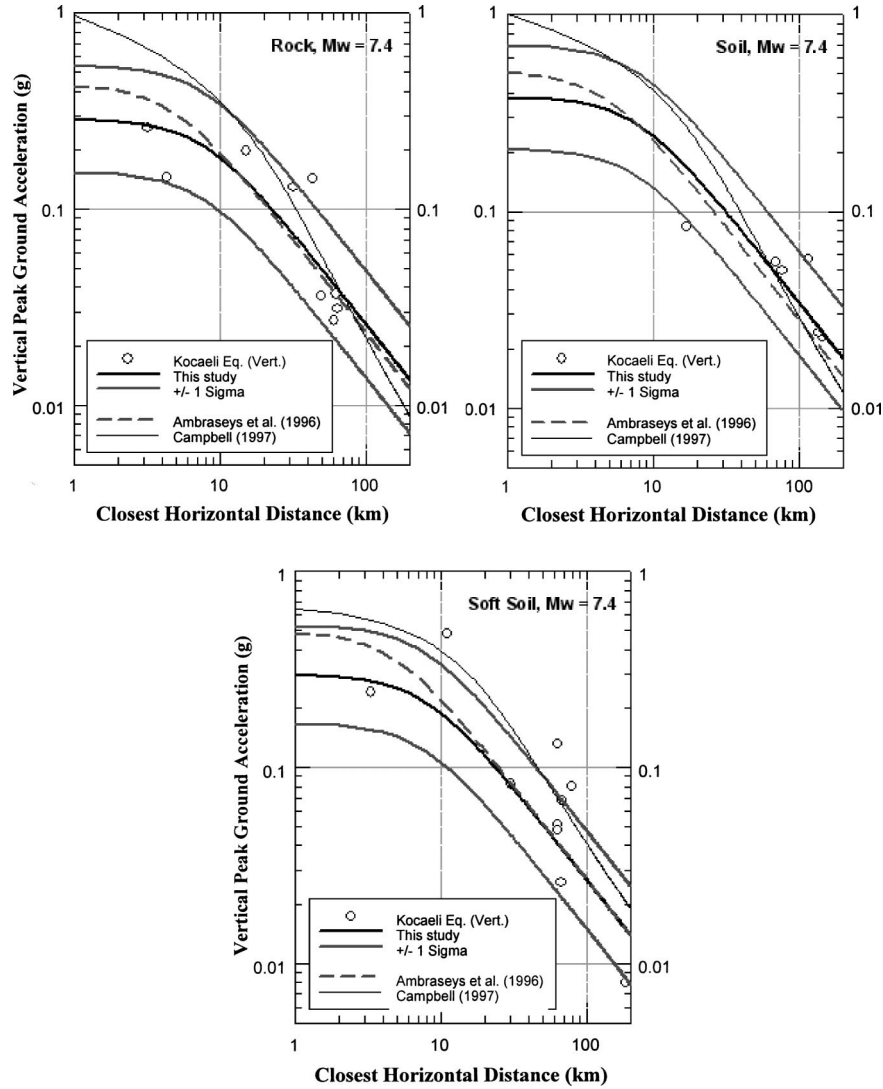 Rock, Mw = 7.4
Vertical Peak Ground Acceleration (g)
1
0.1
0.01
1
0.1
0.01
Kocaeli Eq. (Vert.)
This study
+/- 1 Sigma
Ambraseys et al. (1996)
Campbell (1997)
1
10
100
Closest Horizontal Distance (km)
Soil, Mw = 7.4
1
0.1
0.01
1
0.1
0.01
Kocaeli Eq. (Vert.)
This study
+/- 1 Sigma
Ambraseys et al. (1996)
Campbell (1997)
1
10
100
Closest Horizontal Distance (km)
Soft Soil, Mw = 7.4
Vertical Peak Ground Acceleration (g)
1
0.1
0.01
1
0.1
0.01
Kocaeli Eq. (Vert.)
This study
+/- 1 Sigma
Ambraseys et al. (1996)
Campbell (1997)
1
10
100
Closest Horizontal Distance (km)